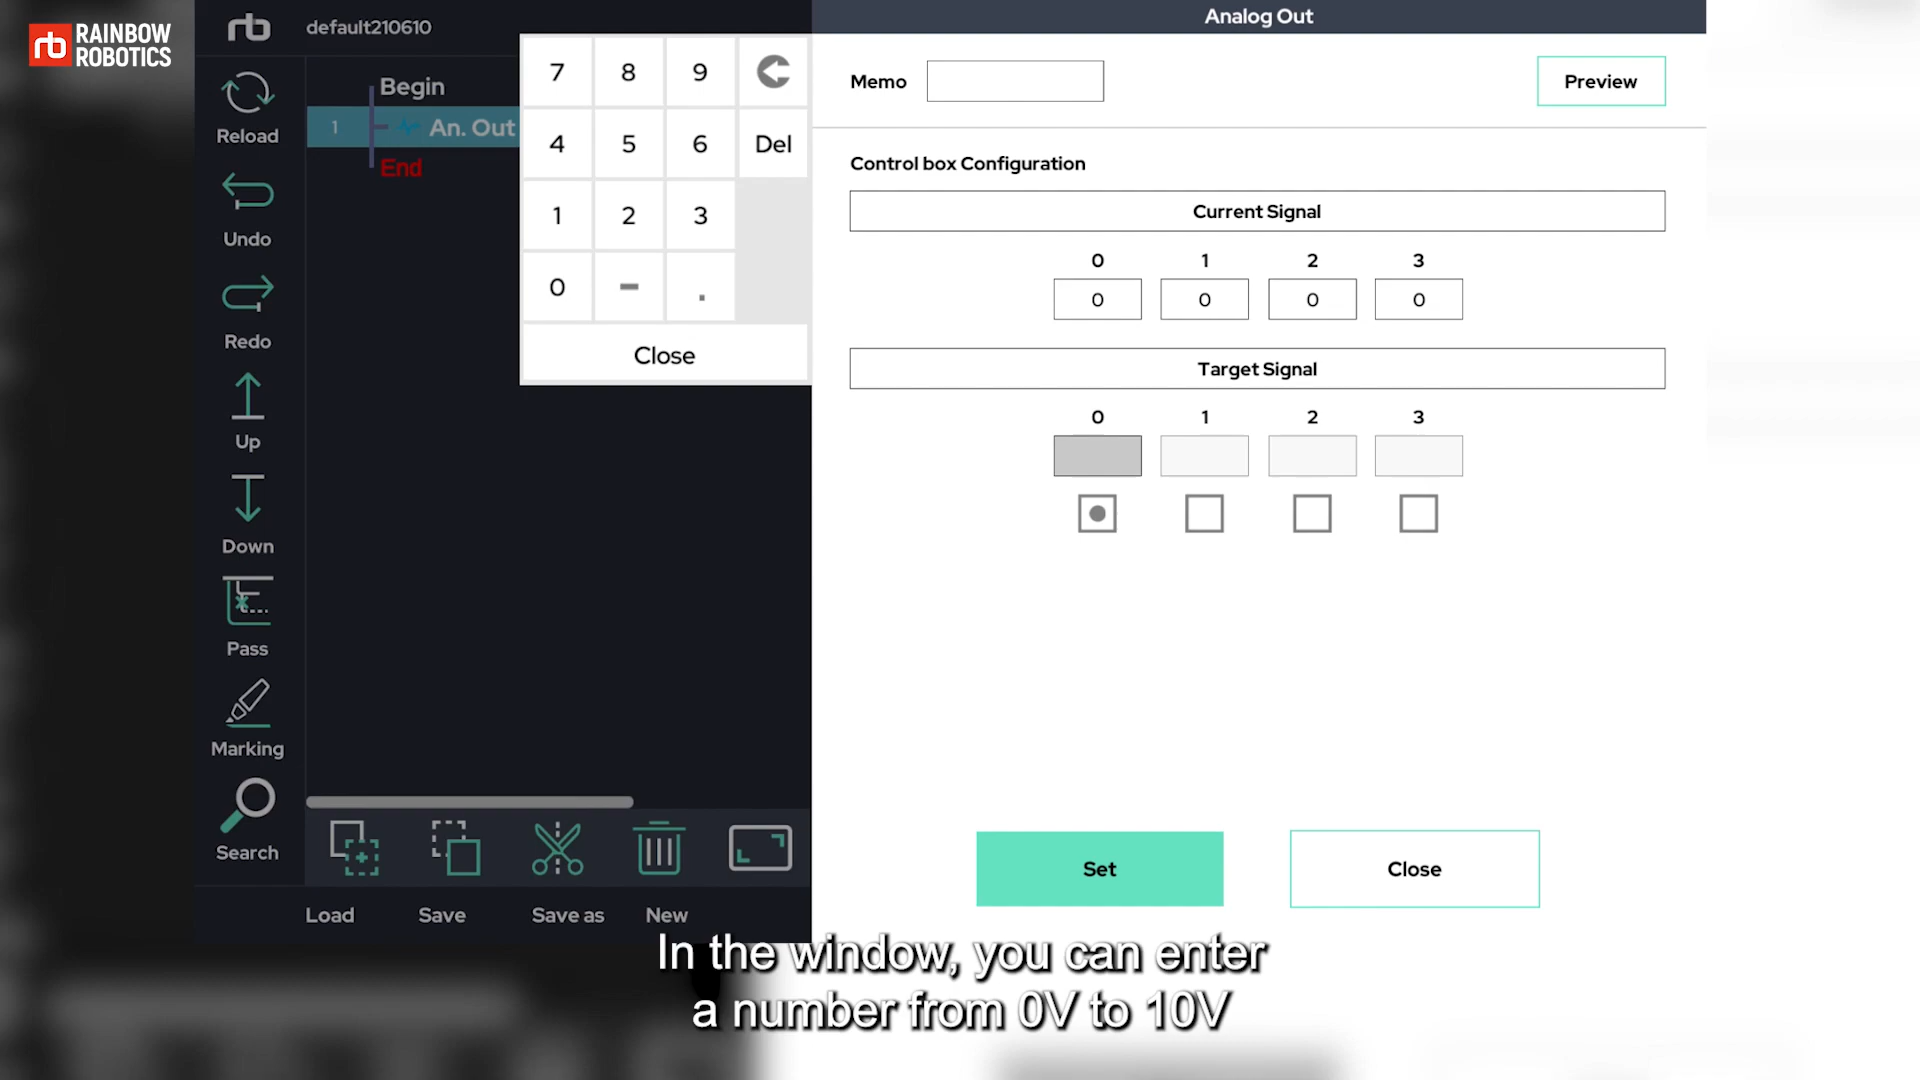 RAINBOW
ROBOTICS
rb
default210610
Reload
Undo
Redo
Up
Down
Pass
Marking
Search
Begin
1 An. Out
End
7 8 9
4 5 6 Del
1 2 3
0 - .
Close
Analog Out
Memo
Preview
Control box Configuration
Current Signal
0 1 2 3
0 0 0 0
Target Signal
0 1 2 3
Set Close
Load Save Save as New
In the window, you can enter
a number from 0V to 10V